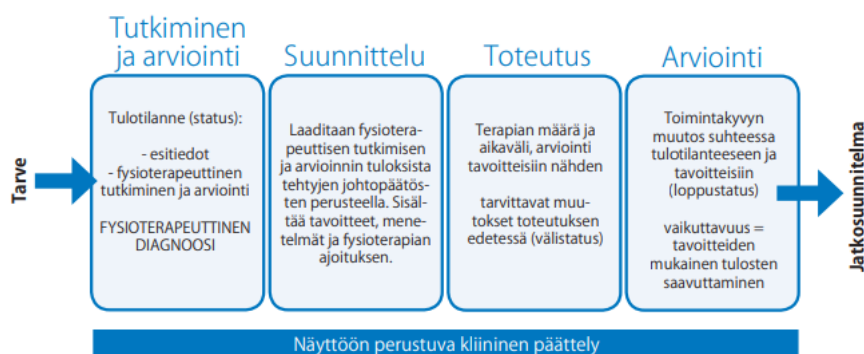 Tarve
Tutkiminen
ja arviointi
Tulotilanne (status):
- esitiedot
- fysioterapeuttinen
tutkiminen ja arviointi
FYSIOTERAPEUTTINEN
DIAGNOOSI
Suunnittelu
Laaditaan fysiotera-
peuttisen tutkimisen
ja arvioinnin tuloksista
tehtyjen johtopäätös-
ten perusteella. Sisäl-
tää tavoitteet, mene-
telmät ja fysioterapian
ajoituksen.
Toteutus
Terapian määrä ja
aikaväli, arviointi
tavoitteisiin nähden
tarvittavat muu-
tokset toteutuksen
edetessä (välistatus)
Arviointi
Toimintakyvyn
muutos suhteessa
tulotilanteeseen ja
tavoitteisiin
(loppustatus)
vaikuttavuus =
tavoitteiden
mukainen tulosten
saavuttaminen
Jatkosuunnitelma
Näyttöön perustuva kliininen päättely